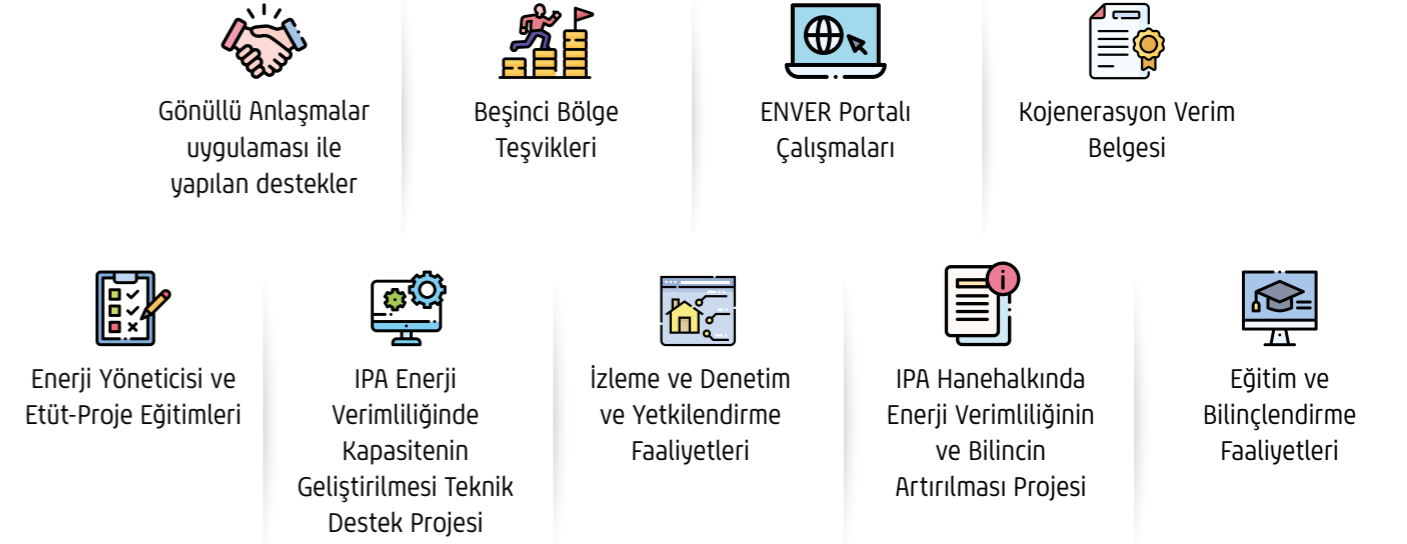 Gönüllü Anlaşmalar
uygulaması ile
yapılan destekler
Beşinci Bölge
Teşvikleri
ENVER Portalı
Çalışmaları
Kojenerasyon Verim
Belgesi
Enerji Yöneticisi ve
Etüt-Proje Eğitimleri
IPA Enerji
Verimliliğinde
Kapasitenin
Geliştirilmesi Teknik
Destek Projesi
İzleme ve Denetim
ve Yetkilendirme
Faaliyetleri
IPA Hanehalkında
Enerji Verimliliğinin
ve Bilincin
Artırılması Projesi
Eğitim ve
Bilinçlendirme
Faaliyetleri